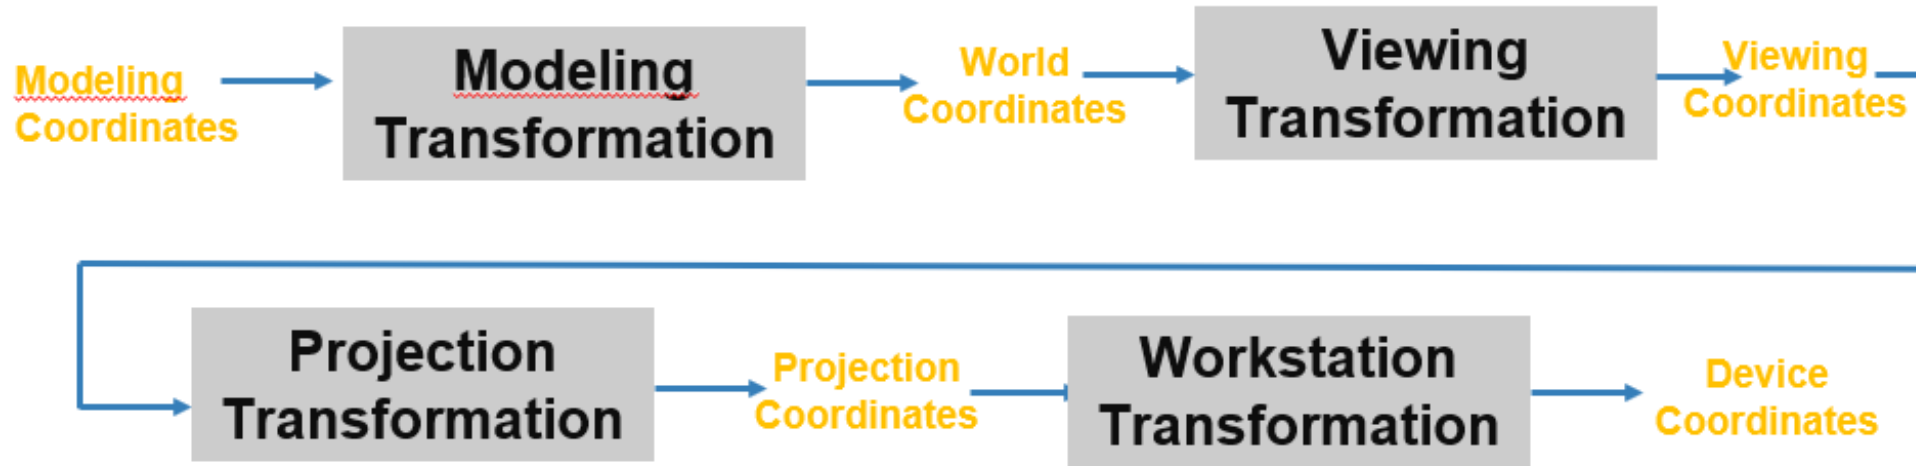 Modeling
Coordinates
Modeling
Transformation
World
Coordinates
Viewing
Transformation
Viewing
Coordinates
Projection
Transformation
Projection
Coordinates
Workstation
Transformation
Device
Coordinates